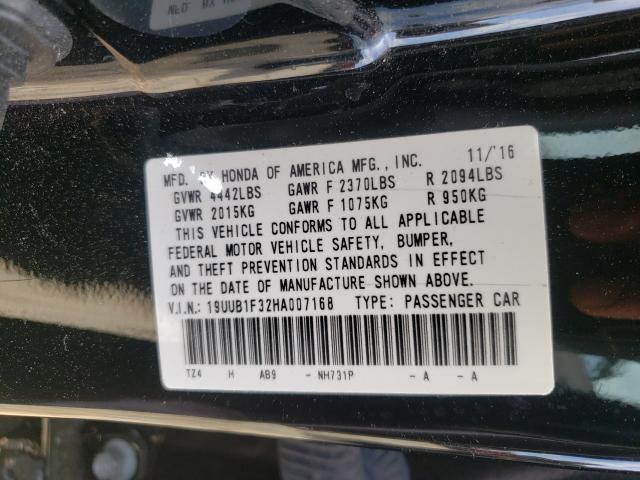 MFD. BY HONDA OF AMERICA MFG., INC. 11/'16
GVWR 4442LBS GAWR F 2370LBS R 2094LBS
GVWR 2015KG GAWR F 1075KG R 950KG
THIS VEHICLE CONFORMS TO ALL APPLICABLE
FEDERAL MOTOR VEHICLE SAFETY, BUMPER,
AND THEFT PREVENTION STANDARDS IN EFFECT
ON THE DATE OF MANUFACTURE SHOWN ABOVE.
V.I.N.: 19UUB1F32HA007168 TYPE: PASSENGER CAR
TZ4 H AB9 - NH731P - A - A